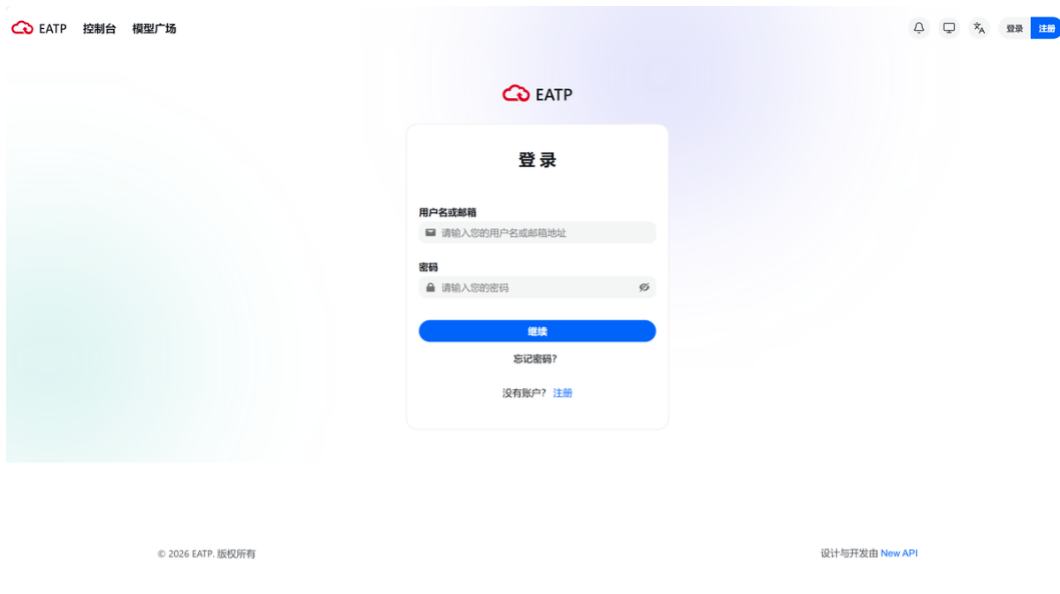 EATP 控制台 模型广场 登录 注册
EATP
登 录
用户名或邮箱
请输入您的用户名或邮箱地址
密码
请输入您的密码
继续
忘记密码？
没有账户？ 注册
© 2026 EATP. 版权所有 设计与开发由 New API